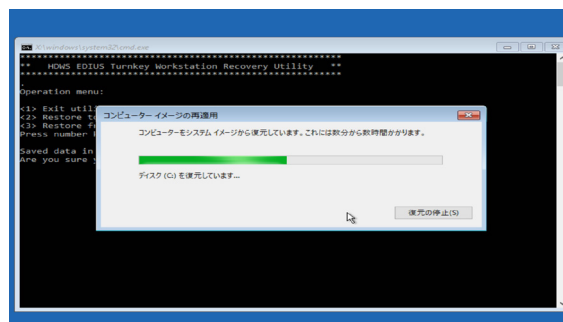 X:\windows\system32\cmd.exe
**********************************************************
** HDWS EDIUS Turnkey Workstation Recovery Utility **
**********************************************************
.
Operation menu:
<1> Exit utili
<2> Restore to
<3> Restore fr
Press number k
Saved data in
Are you sure y
コンピューター イメージの再適用
コンピューターをシステム イメージから復元しています。これには数分から数時間かかります。
ディスク (C:) を復元しています...
復元の停止(S)